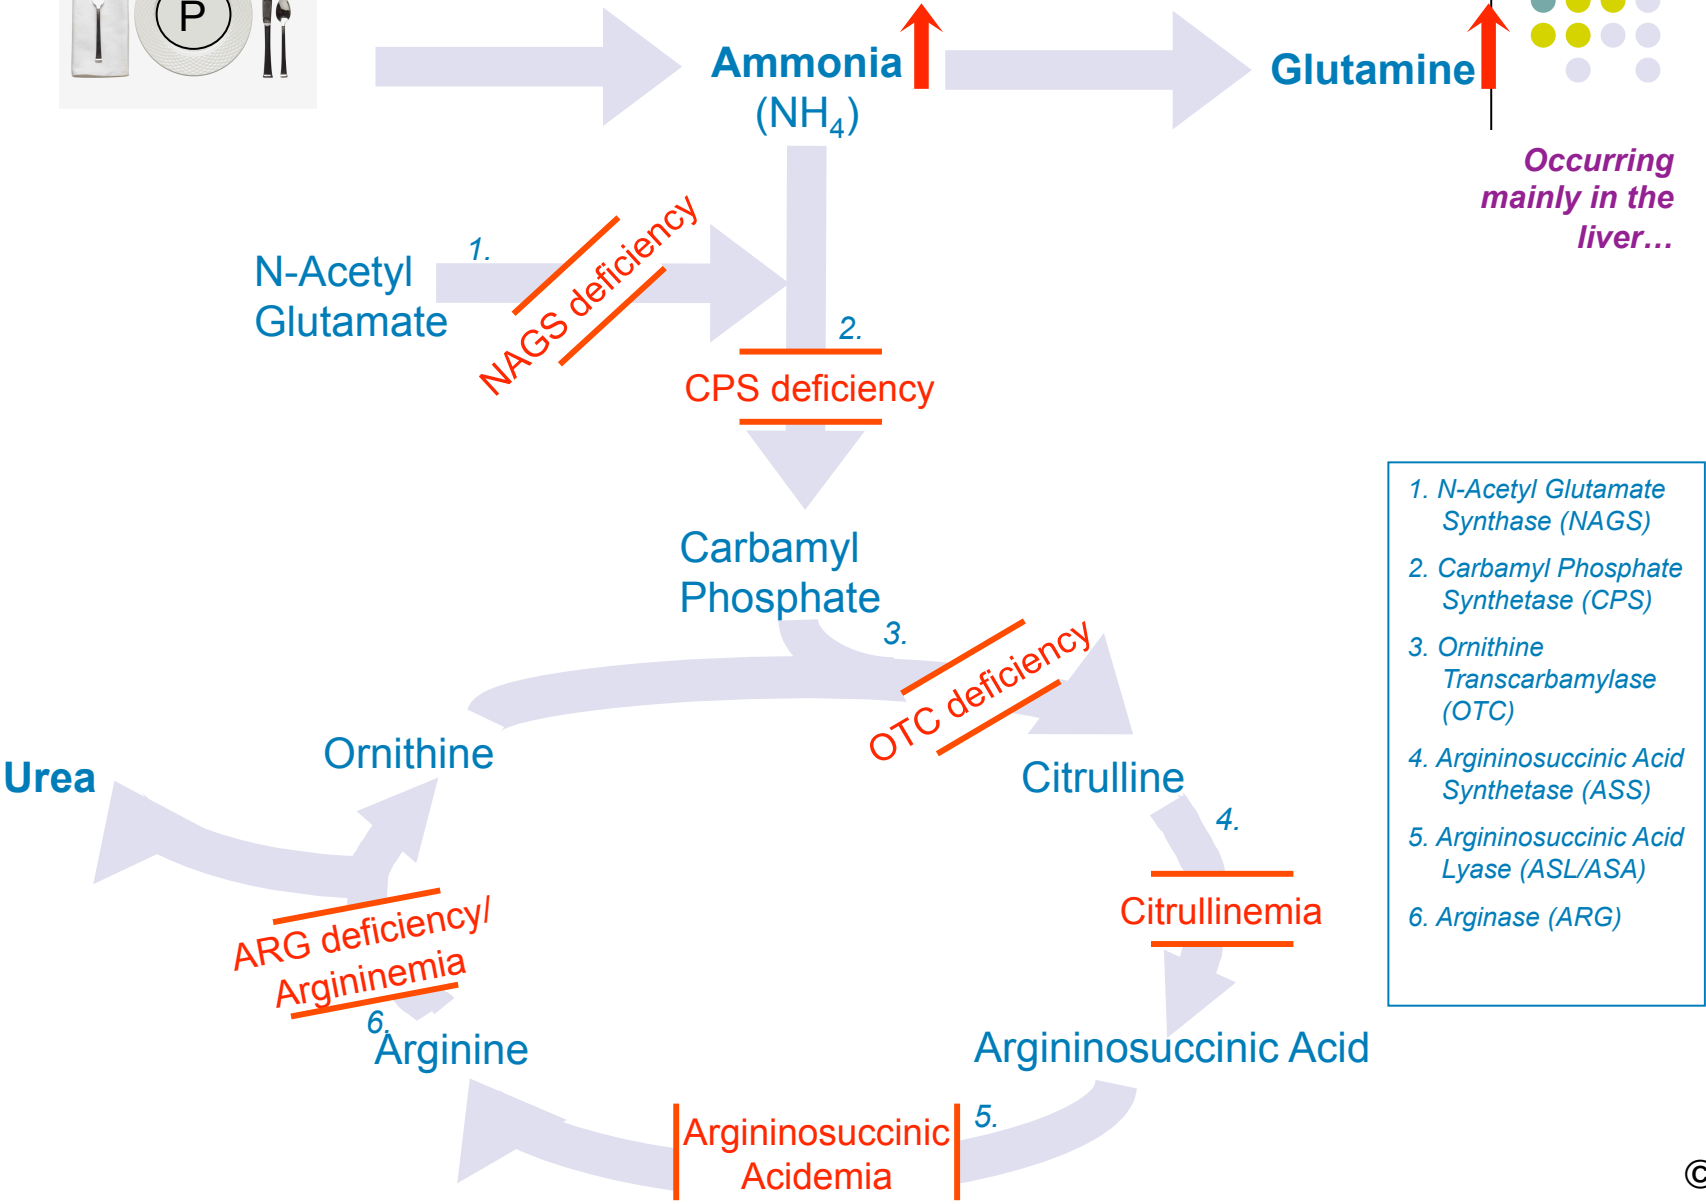 P
Ammonia
(NH₄)
Glutamine
Occurring
mainly in the
liver…
N-Acetyl
Glutamate
1.
NAGS deficiency
2.
CPS deficiency
Carbamyl
Phosphate
3.
OTC deficiency
Ornithine
Urea
Citrulline
4.
Citrullinemia
ARG deficiency/
Argininemia
6.
Arginine
Argininosuccinic Acid
5.
Argininosuccinic
Acidemia
1. N-Acetyl Glutamate
Synthase (NAGS)
2. Carbamyl Phosphate
Synthetase (CPS)
3. Ornithine
Transcarbamylase
(OTC)
4. Argininosuccinic Acid
Synthetase (ASS)
5. Argininosuccinic Acid
Lyase (ASL/ASA)
6. Arginase (ARG)
©